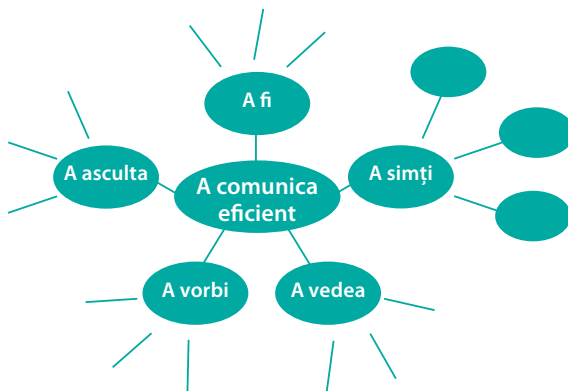 A fi
A asculta
A simți
A comunica
eficient
A vorbi
A vedea